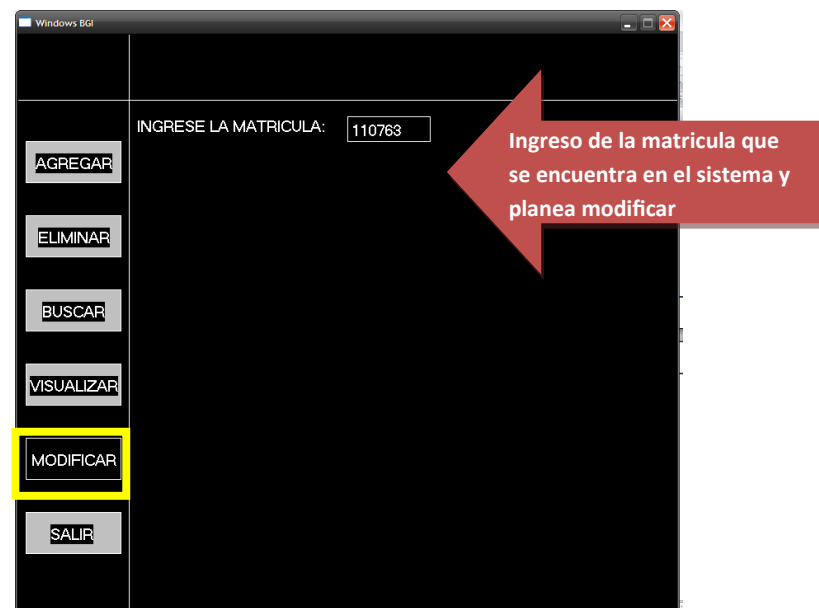 Windows BGI
INGRESE LA MATRICULA: 110763
Ingreso de la matricula que
se encuentra en el sistema y
planea modificar
AGREGAR
ELIMINAR
BUSCAR
VISUALIZAR
MODIFICAR
SALIR